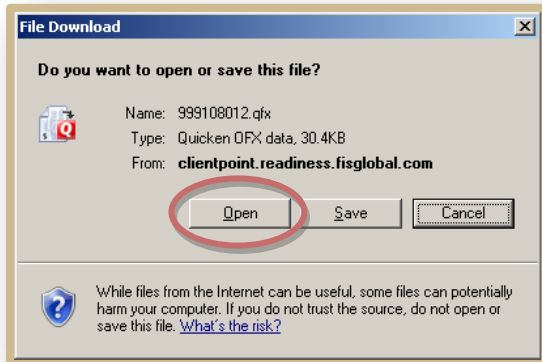 File Download
Do you want to open or save this file?
Name: 999108012.qfx
Type: Quicken OFX data, 30.4KB
From: clientpoint.readiness.fisglobal.com
Open Save Cancel
While files from the Internet can be useful, some files can potentially
harm your computer. If you do not trust the source, do not open or
save this file. What's the risk?